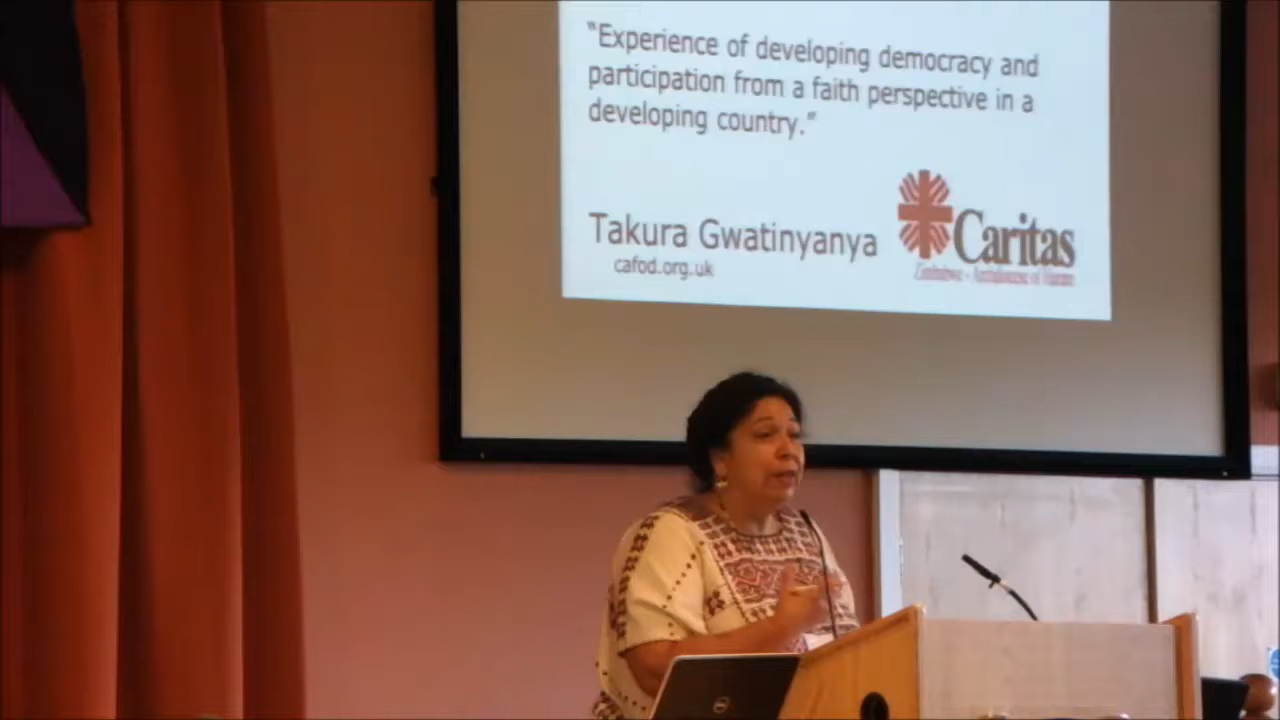 “Experience of developing democracy and
participation from a faith perspective in a
developing country.”
Takura Gwatinyanya
cafod.org.uk
Caritas
Zimbabwe - Archdiocese of Harare